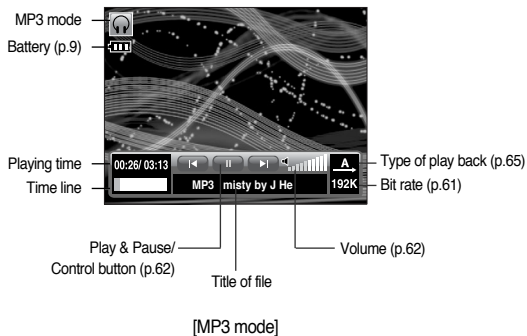 MP3 mode
Battery (p.9)
Playing time
00:26/ 03:13
A
Type of play back (p.65)
Time line
MP3 misty by J He
192K
Bit rate (p.61)
Play & Pause/
Control button (p.62)
Title of file
Volume (p.62)
[MP3 mode]